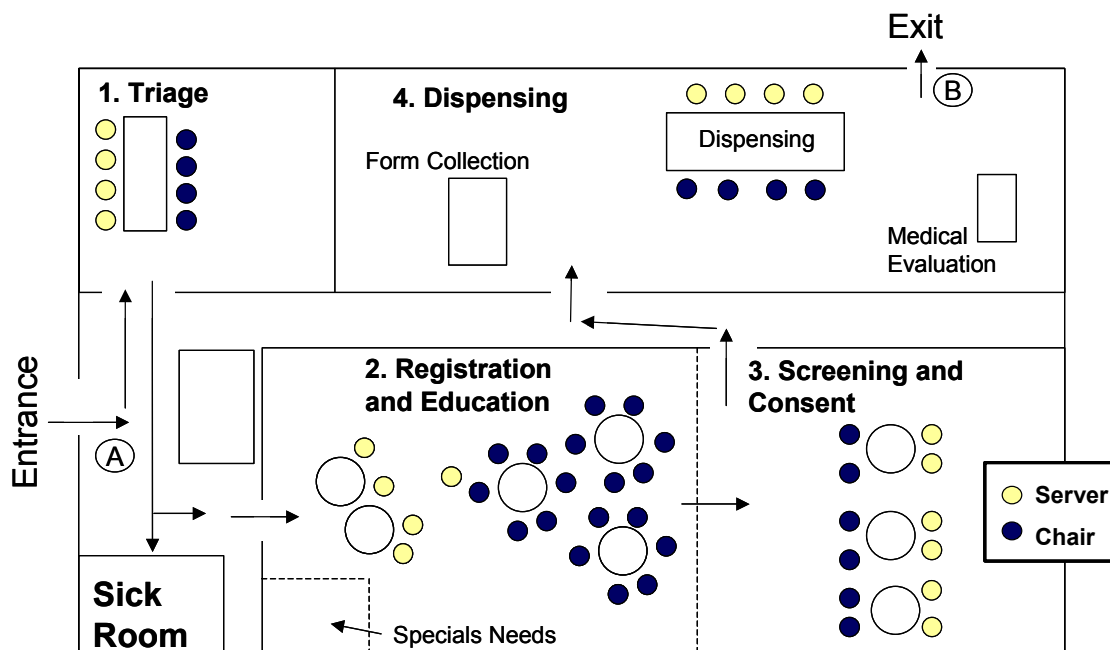 Exit
B
1. Triage
4. Dispensing
Dispensing
Form Collection
Medical
Evaluation
Entrance
A
2. Registration
and Education
3. Screening and
Consent
Server
Chair
Sick
Room
Specials Needs